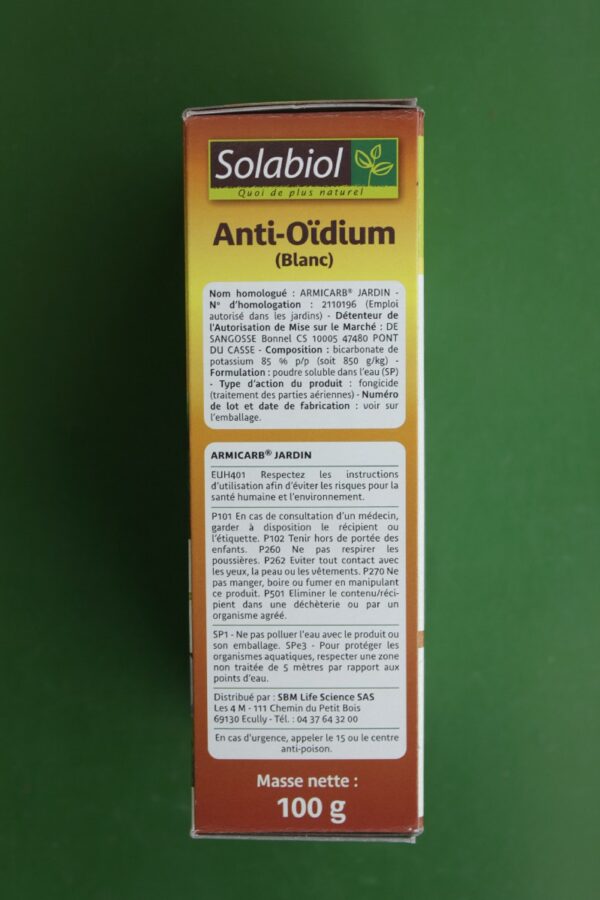 Solabiol
Quoi de plus naturel
Anti-Oïdium
(Blanc)
Nom homologué : ARMICARB® JARDIN -
N° d'homologation : 2110196 (Emploi
autorisé dans les jardins) - Détenteur de
l'Autorisation de Mise sur le Marché : DE
SANGOSSE Bonnel CS 10005 47480 PONT
DU CASSE - Composition : bicarbonate de
potassium 85 % p/p (soit 850 g/kg) -
Formulation : poudre soluble dans l'eau (SP)
- Type d'action du produit : fongicide
(traitement des parties aériennes) - Numéro
de lot et date de fabrication : voir sur
l'emballage.
ARMICARB® JARDIN
EUH401 Respectez les instructions
d'utilisation afin d'éviter les risques pour la
santé humaine et l'environnement.
P101 En cas de consultation d'un médecin,
garder à disposition le récipient ou
l'étiquette. P102 Tenir hors de portée des
enfants. P260 Ne pas respirer les
poussières. P262 Eviter tout contact avec
les yeux, la peau ou les vêtements. P270 Ne
pas manger, boire ou fumer en manipulant
ce produit. P501 Eliminer le contenu/réci-
pient dans une déchèterie ou par un
organisme agréé.
SP1 - Ne pas polluer l'eau avec le produit ou
son emballage. SPe3 - Pour protéger les
organismes aquatiques, respecter une zone
non traitée de 5 mètres par rapport aux
points d'eau.
Distribué par : SBM Life Science SAS
Les 4 M - 111 Chemin du Petit Bois
69130 Ecully - Tél. : 04 37 64 32 00
En cas d'urgence, appeler le 15 ou le centre
anti-poison.
Masse nette :
100 g